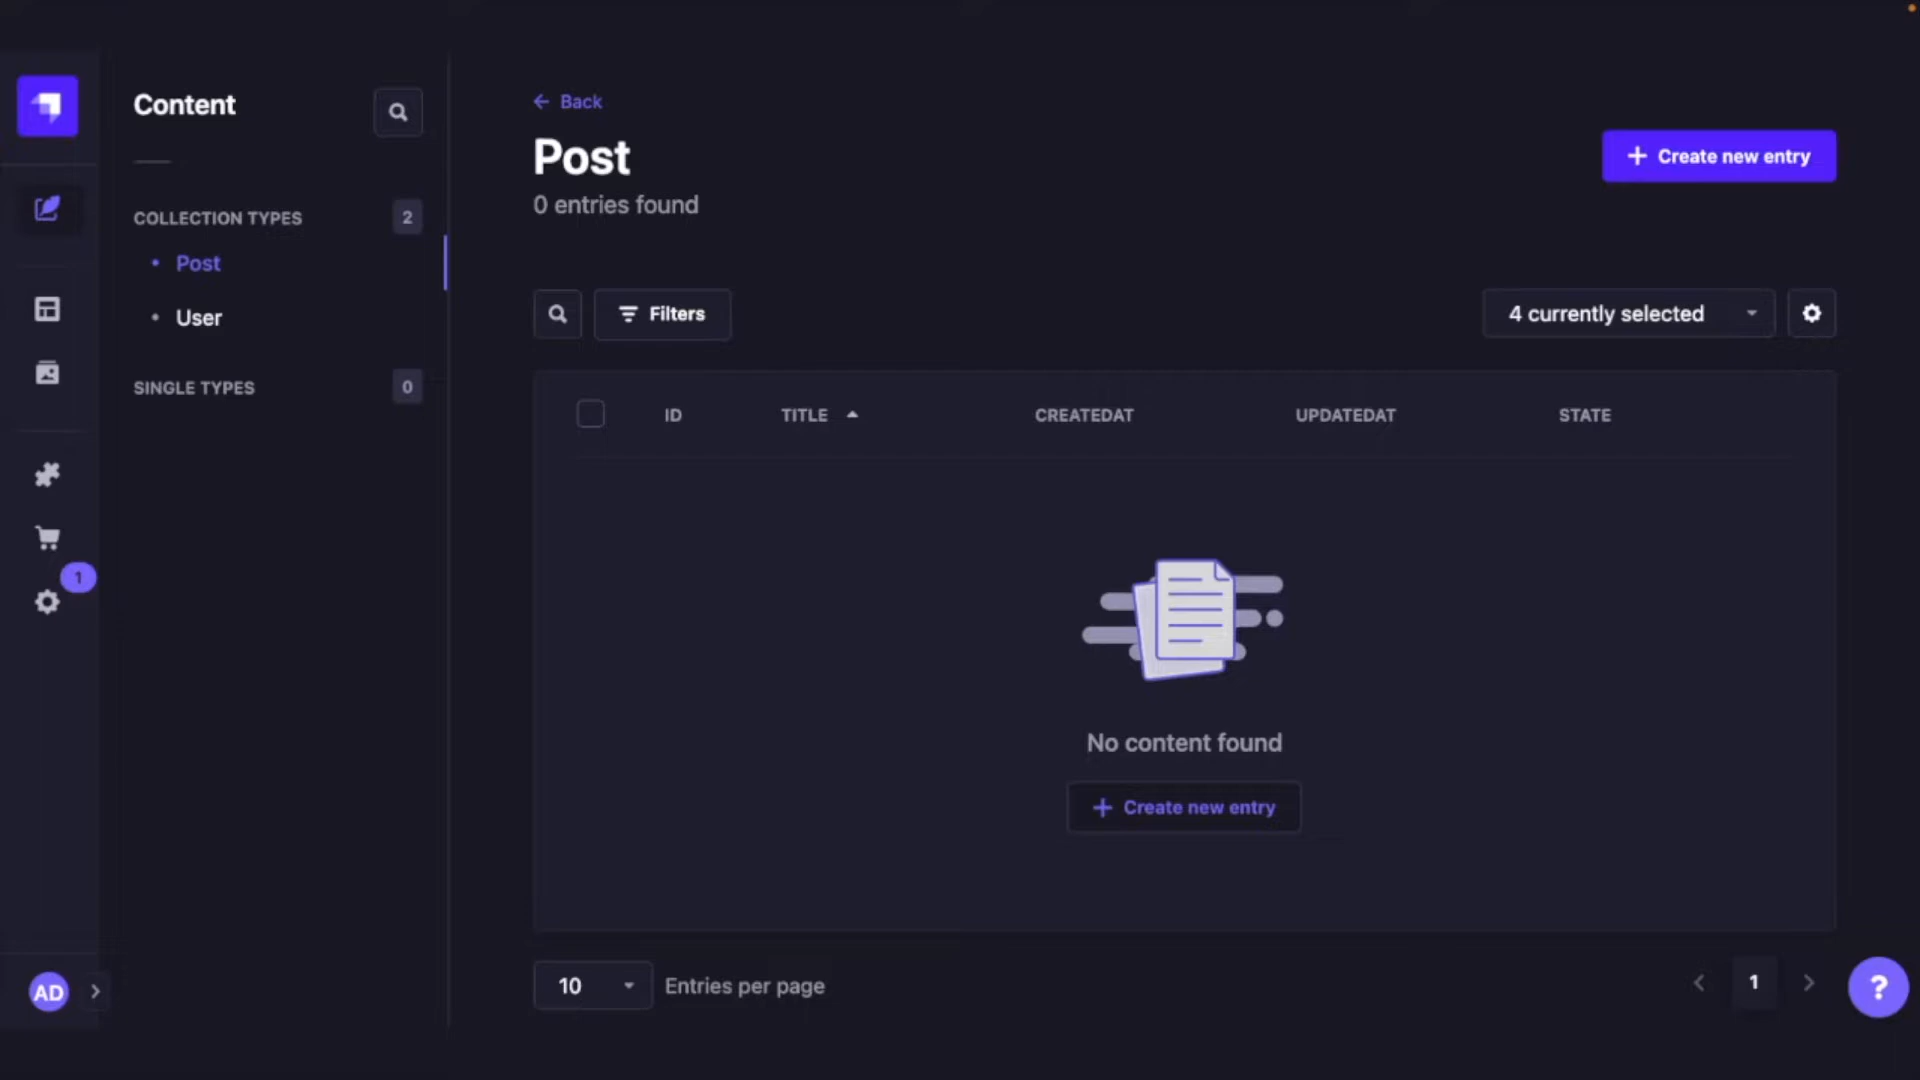 Content
COLLECTION TYPES 2
Post
User
SINGLE TYPES 0
1
AD
Back
Post
0 entries found
Create new entry
Filters
4 currently selected
ID TITLE CREATEDAT UPDATEDAT STATE
No content found
Create new entry
10 Entries per page
1
?